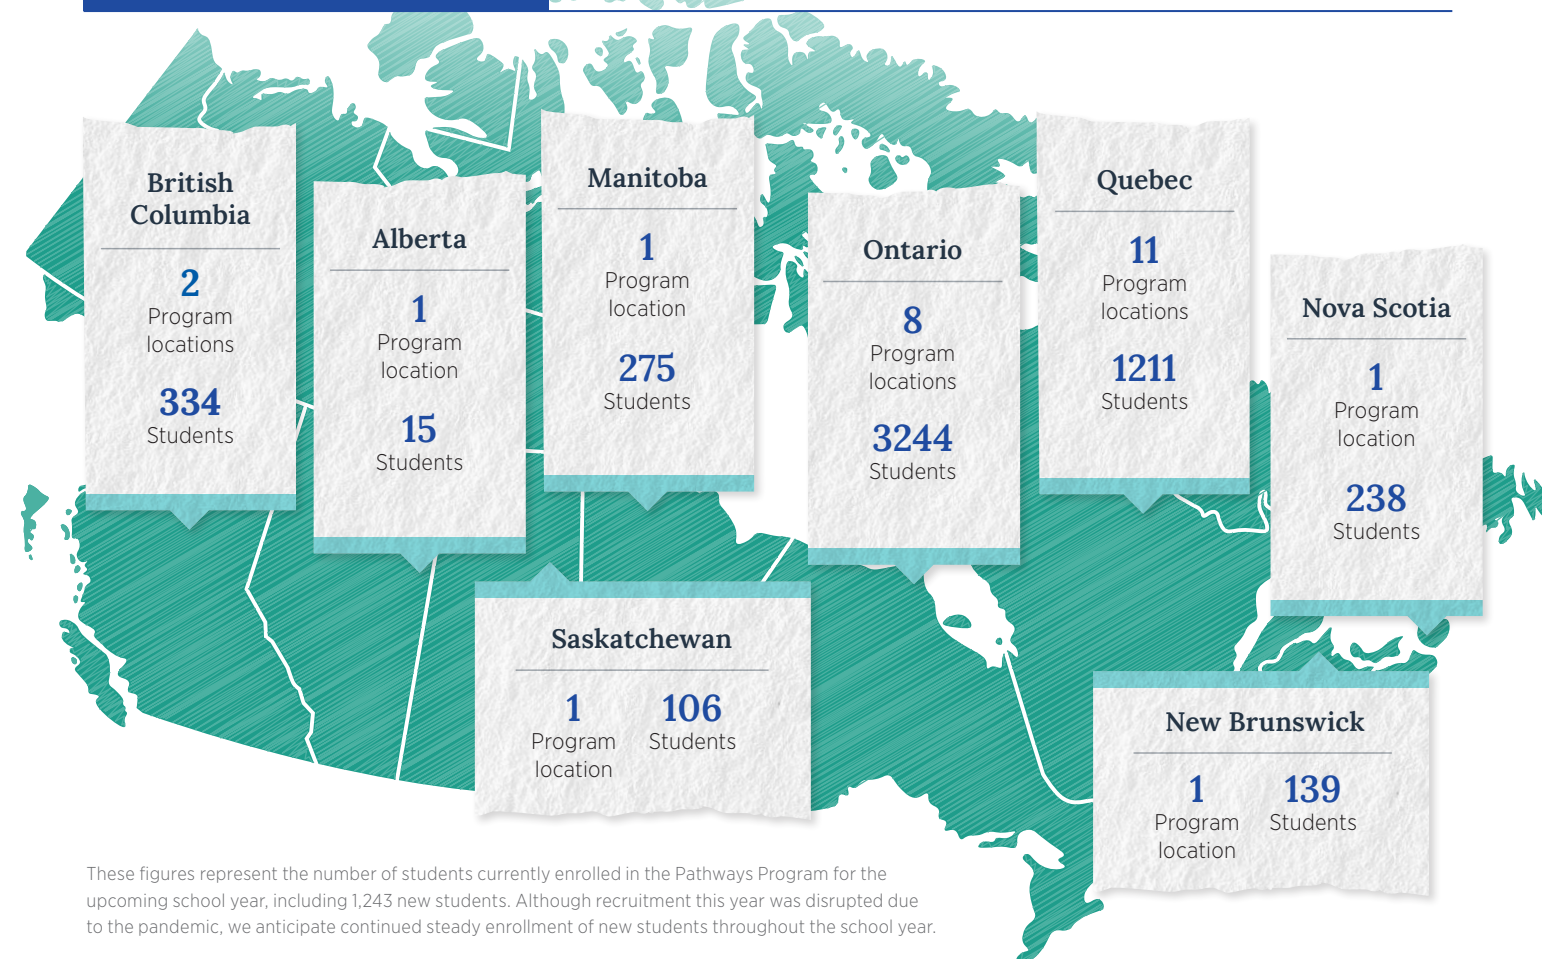 British
Columbia
2
Program
locations
334
Students
Alberta
1
Program
location
15
Students
Manitoba
1
Program
location
275
Students
Ontario
8
Program
locations
3244
Students
Quebec
11
Program
locations
1211
Students
Nova Scotia
1
Program
location
238
Students
Saskatchewan
1
Program
location
106
Students
New Brunswick
1
Program
location
139
Students
These figures represent the number of students currently enrolled in the Pathways Program for the
upcoming school year, including 1,243 new students. Although recruitment this year was disrupted due
to the pandemic, we anticipate continued steady enrollment of new students throughout the school year.